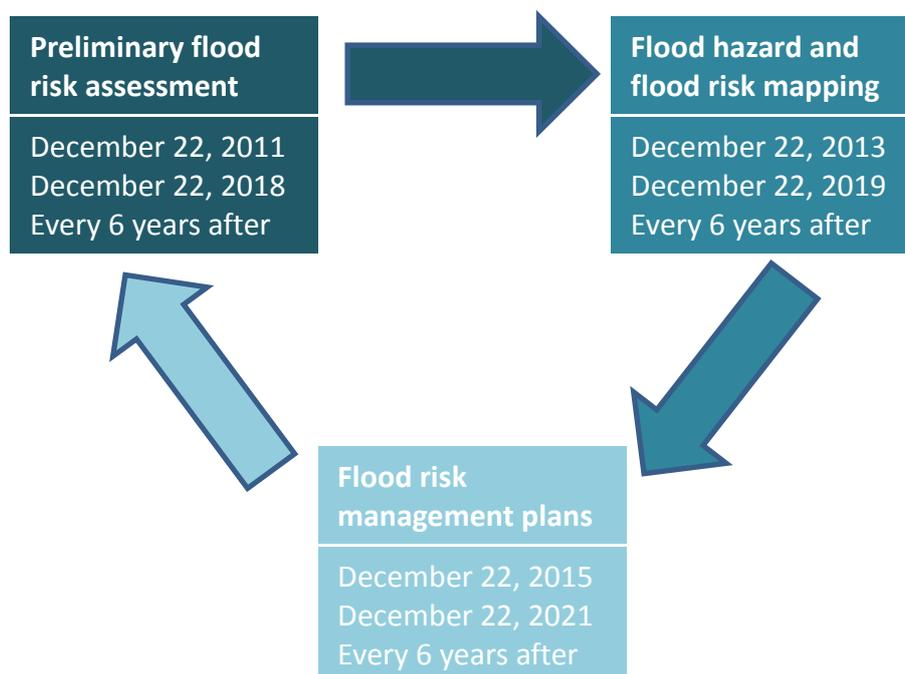 Preliminary flood
risk assessment
December 22, 2011
December 22, 2018
Every 6 years after
Flood hazard and
flood risk mapping
December 22, 2013
December 22, 2019
Every 6 years after
Flood risk
management plans
December 22, 2015
December 22, 2021
Every 6 years after